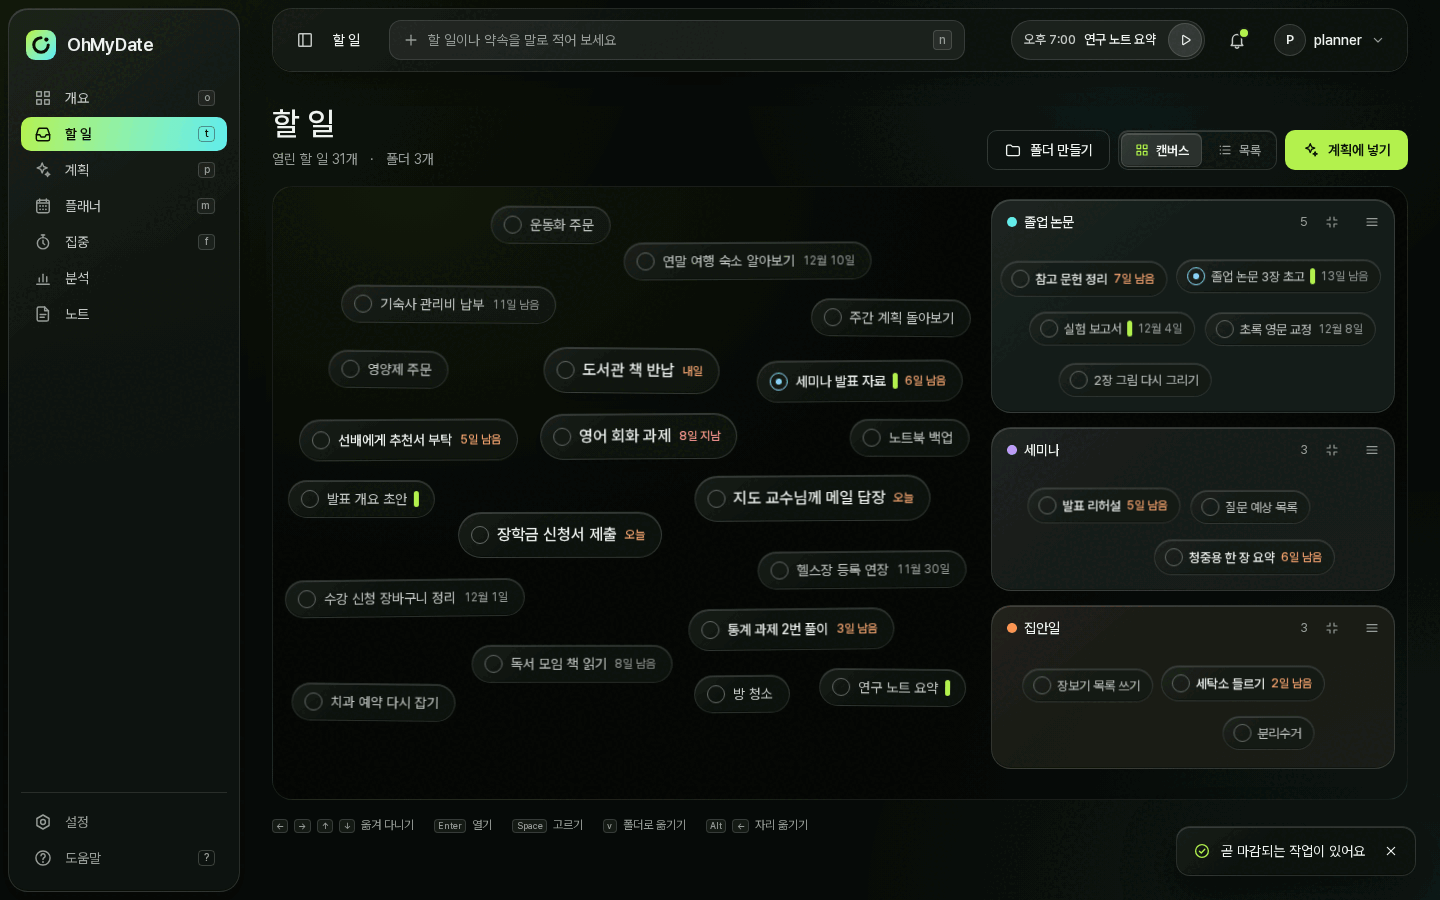 OhMyDate
개요 o
할 일 t
계획 p
플래너 m
집중 f
분석
노트
설정
도움말 ?
할 일
할 일이나 약속을 말로 적어 보세요 n
오후 7:00 연구 노트 요약
P planner
할 일
열린 할 일 31개 · 폴더 3개
폴더 만들기
캔버스
목록
계획에 넣기
운동화 주문
연말 여행 숙소 알아보기 12월 10일
기숙사 관리비 납부 11일 남음
주간 계획 돌아보기
영양제 주문
도서관 책 반납 내일
세미나 발표 자료 6일 남음
선배에게 추천서 부탁 5일 남음
영어 회화 과제 8일 지남
노트북 백업
발표 개요 초안
지도 교수님께 메일 답장 오늘
장학금 신청서 제출 오늘
헬스장 등록 연장 11월 30일
수강 신청 장바구니 정리 12월 1일
통계 과제 2번 풀이 3일 남음
독서 모임 책 읽기 8일 남음
방 청소
연구 노트 요약
치과 예약 다시 잡기
졸업 논문 5
참고 문헌 정리 7일 남음
졸업 논문 3장 초고 13일 남음
실험 보고서 12월 4일
초록 영문 교정 12월 8일
2장 그림 다시 그리기
세미나 3
발표 리허설 5일 남음
질문 예상 목록
청중용 한 장 요약 6일 남음
집안일 3
장보기 목록 쓰기
세탁소 들르기 2일 남음
분리수거
← → ↑ ↓ 옮겨 다니기 Enter 열기 Space 고르기 v 폴더로 옮기기 Alt ← 자리 옮기기
곧 마감되는 작업이 있어요